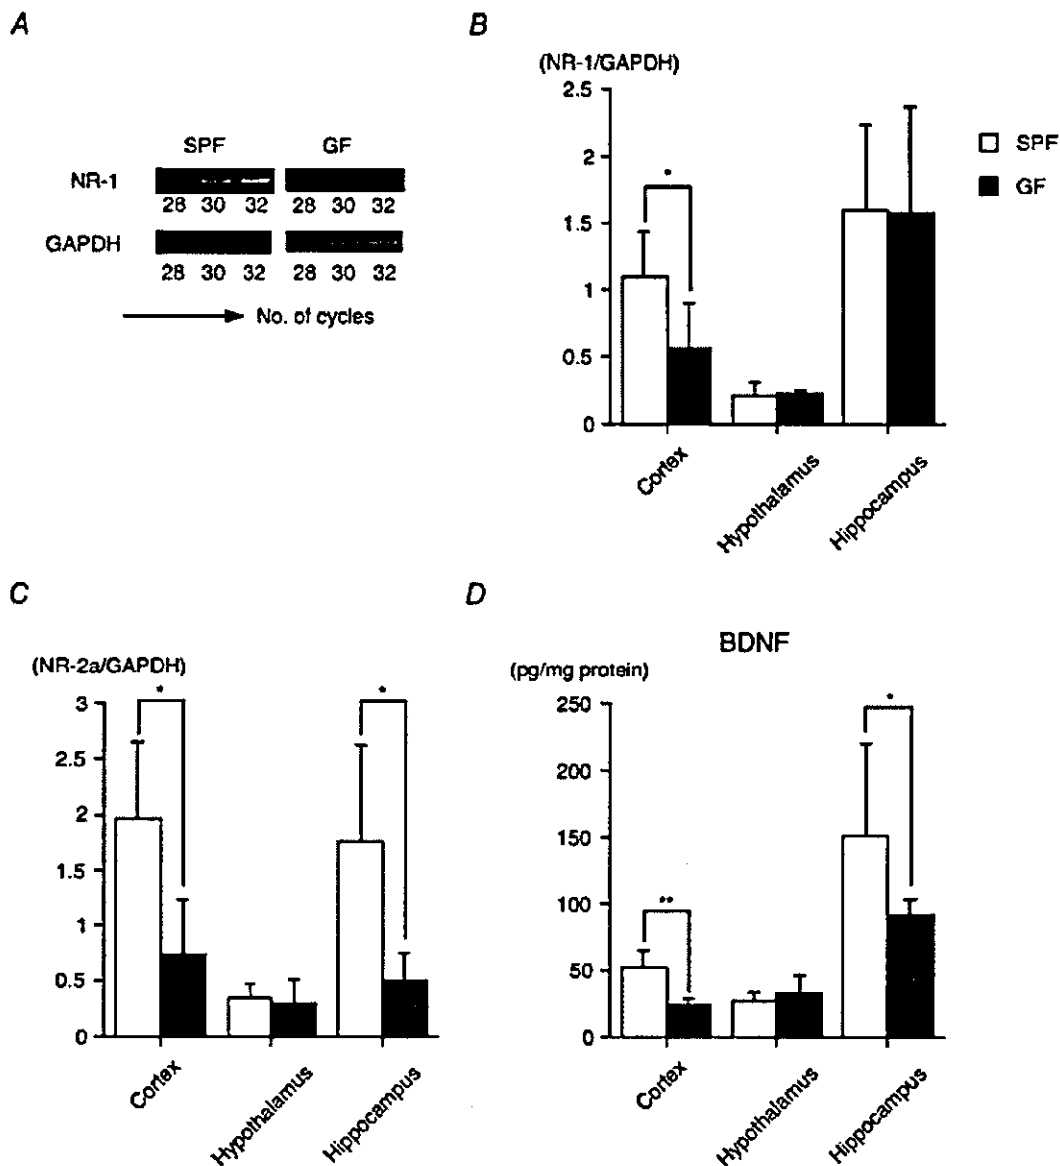 A
SPF GF
NR-1
28 30 32 28 30 32
GAPDH
28 30 32 28 30 32
No. of cycles
B
(NR-1/GAPDH)
2.5
2
1.5
1
0.5
0
*
SPF
GF
Cortex
Hypothalamus
Hippocampus
C
(NR-2a/GAPDH)
3
2.5
2
1.5
1
0.5
0
* *
Cortex
Hypothalamus
Hippocampus
D
BDNF
(pg/mg protein)
250
200
150
100
50
0
** *
Cortex
Hypothalamus
Hippocampus